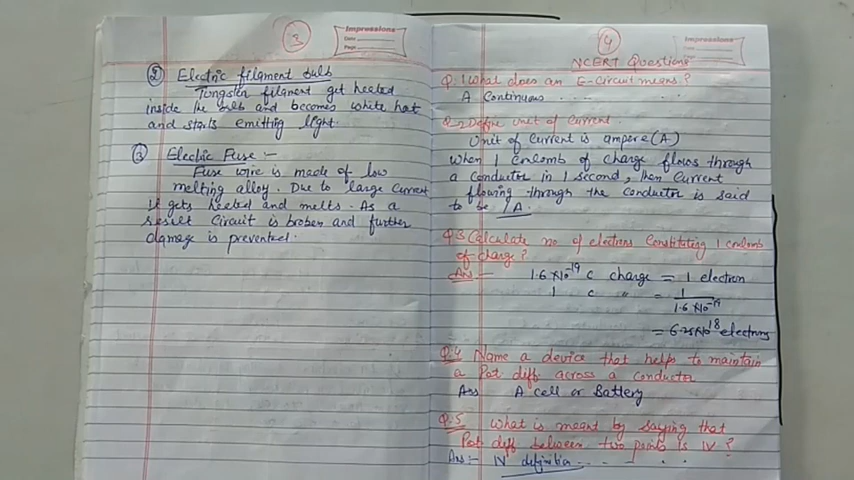 3
Impressions
Date
Page
② Electric filament bulb
Tungsten filament get heated
inside the bulb and becomes white hot
and starts emitting light.
③ Electric Fuse :-
Fuse wire is made of low
melting alloy. Due to large current
it gets heated and melts. As a
result Circuit is broken and further
damage is prevented.
4
Impressions
NCERT Questions
Q.1 What does an E-Circuit means?
A Continuous . . . .
Q.2 Define unit of current.
Unit of current is ampere (A)
When 1 coulomb of charge flows through
a conductor in 1 second, then current
flowing through the conductor is said
to be 1A.
Q.3 Calculate no of electrons Constituting 1 coulomb
of charge?
Ans :- 1.6×10⁻¹⁹ c charge = 1 electron
1 c " = 1/1.6×10⁻¹⁹
= 6.25×10¹⁸ electrons
Q.4 Name a device that helps to maintain
a Pot diff. across a conductor
Ans A cell or Battery
Q.5 What is meant by saying that
Pot diff. between two points is 1V?
Ans :- 1V definition . . . .